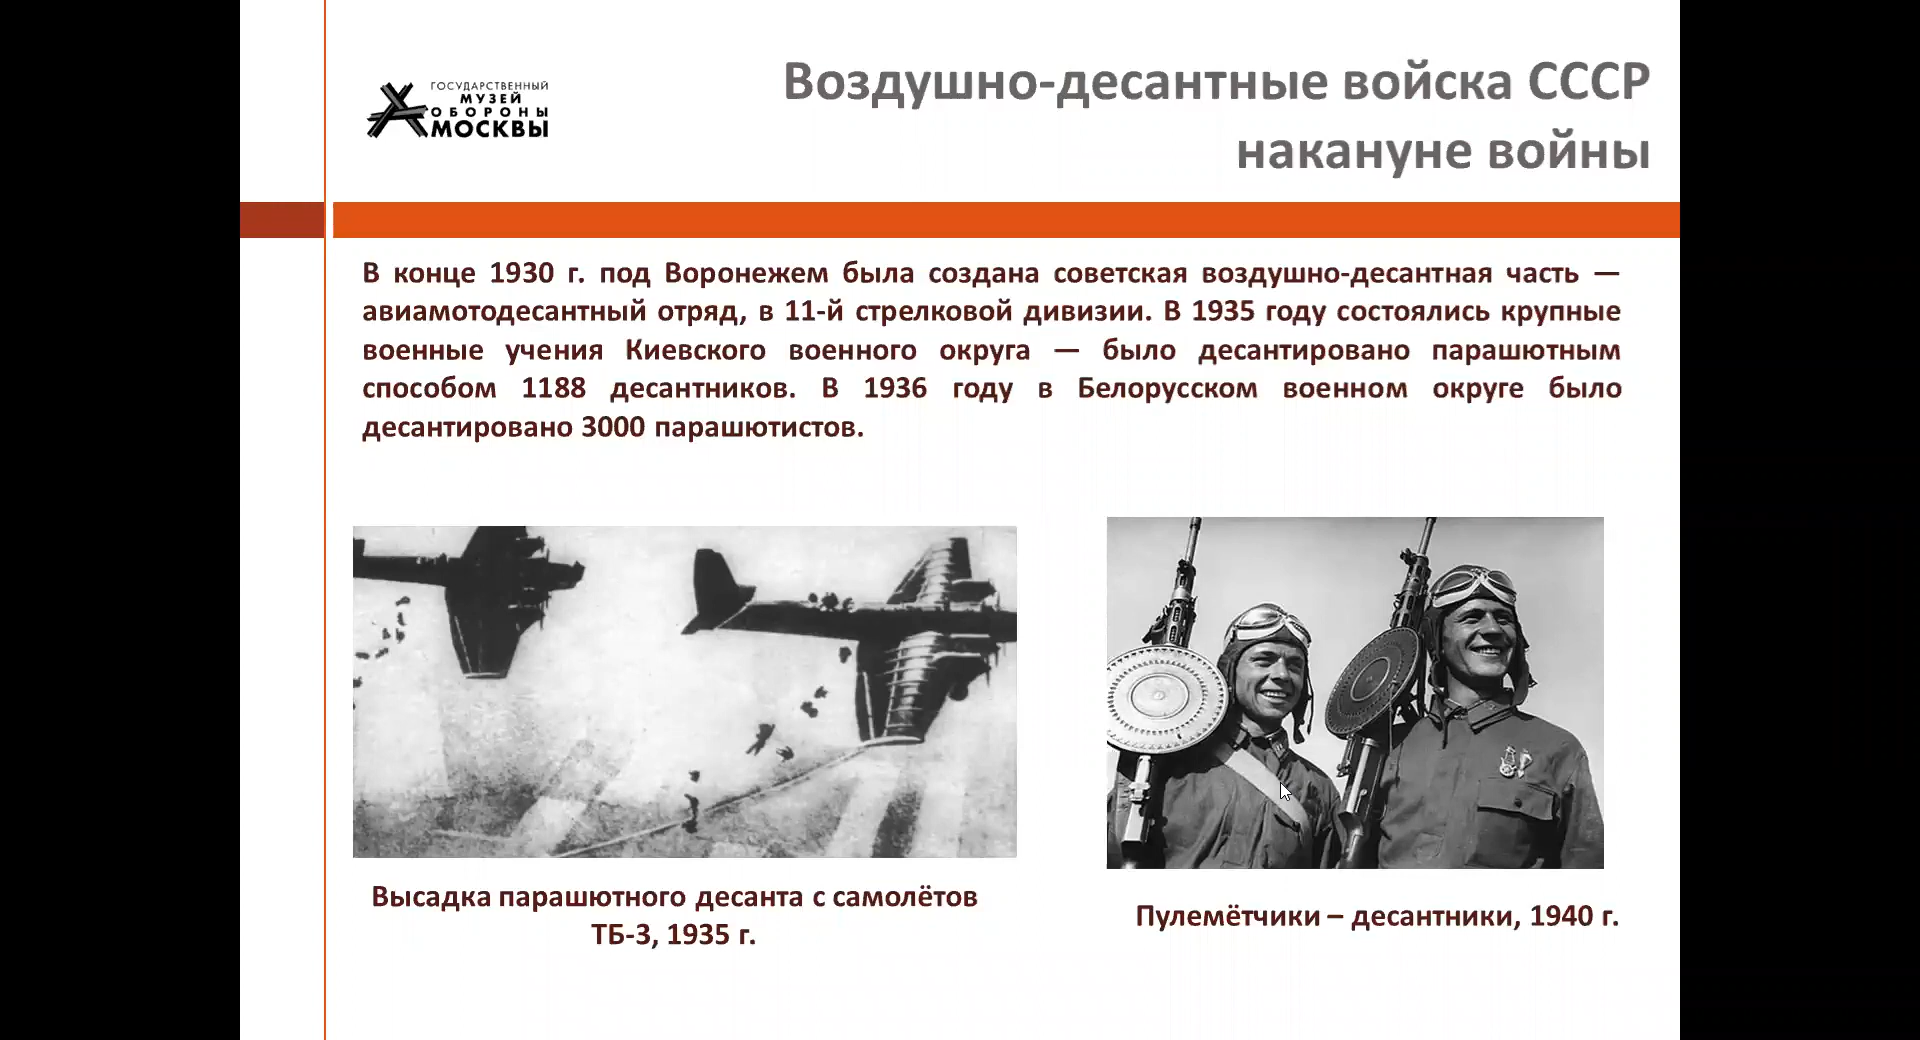 ГОСУДАРСТВЕННЫЙ
МУЗЕЙ
ОБОРОНЫ
МОСКВЫ
Воздушно-десантные войска СССР
накануне войны
В конце 1930 г. под Воронежем была создана советская воздушно-десантная часть —
авиамотодесантный отряд, в 11-й стрелковой дивизии. В 1935 году состоялись крупные
военные учения Киевского военного округа — было десантировано парашютным
способом 1188 десантников. В 1936 году в Белорусском военном округе было
десантировано 3000 парашютистов.
Высадка парашютного десанта с самолётов
ТБ-3, 1935 г.
Пулемётчики – десантники, 1940 г.